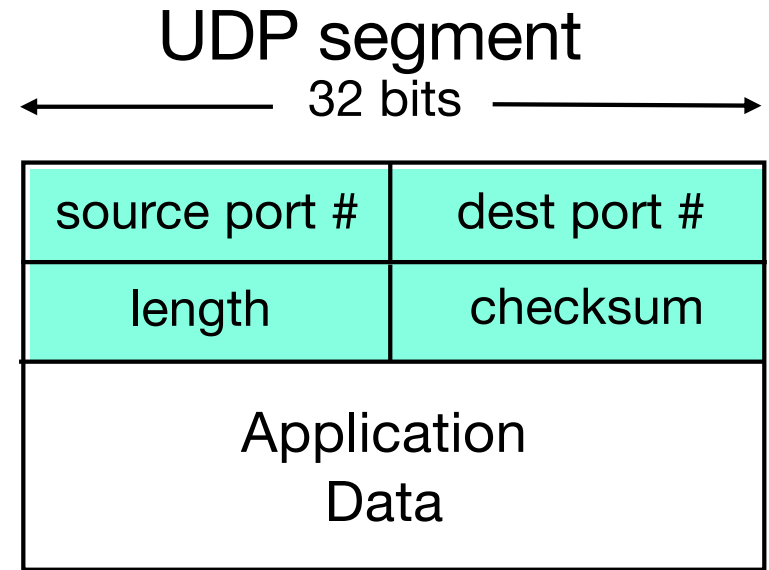 UDP segment
32 bits
source port # dest port #
length checksum
Application
Data